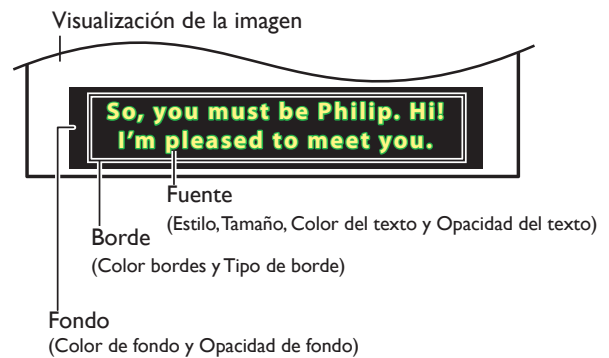 Visualización de la imagen
So, you must be Philip. Hi!
I'm pleased to meet you.
Fuente
(Estilo, Tamaño, Color del texto y Opacidad del texto)
Borde
(Color bordes y Tipo de borde)
Fondo
(Color de fondo y Opacidad de fondo)